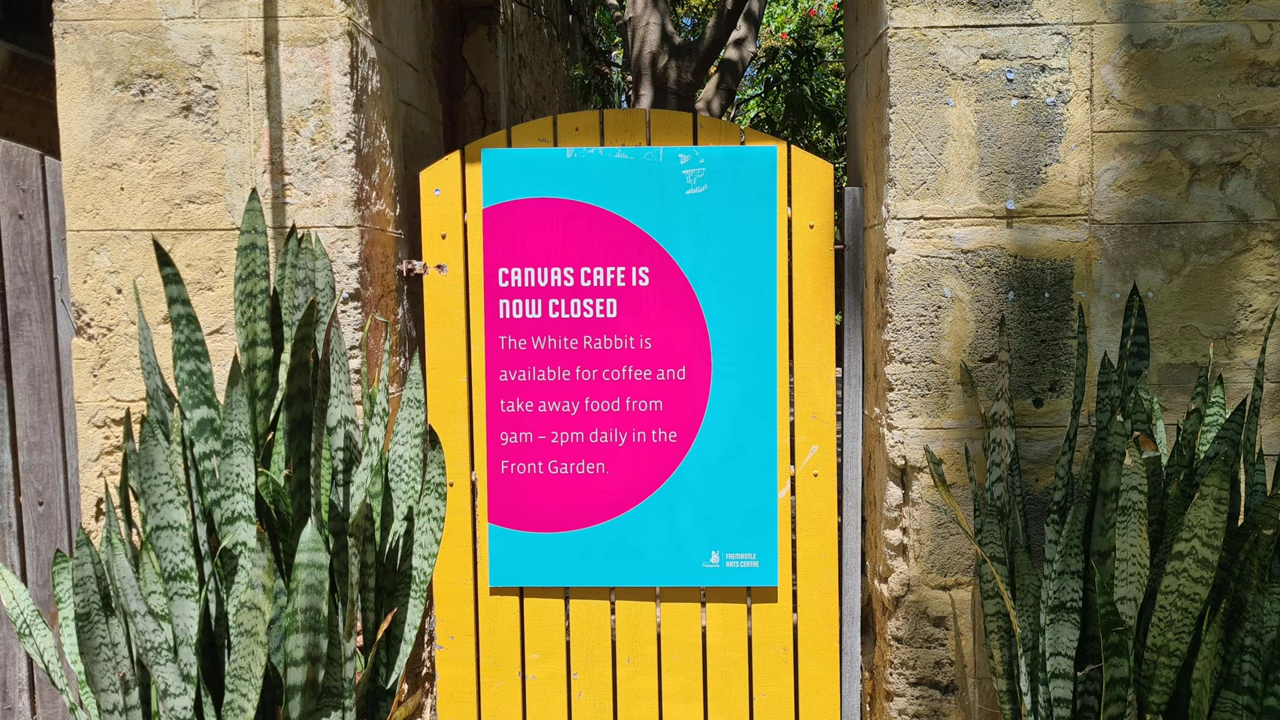 CANVAS CAFE IS
NOW CLOSED
The White Rabbit is
available for coffee and
take away food from
9am – 2pm daily in the
Front Garden.
FREMANTLE
ARTS CENTRE